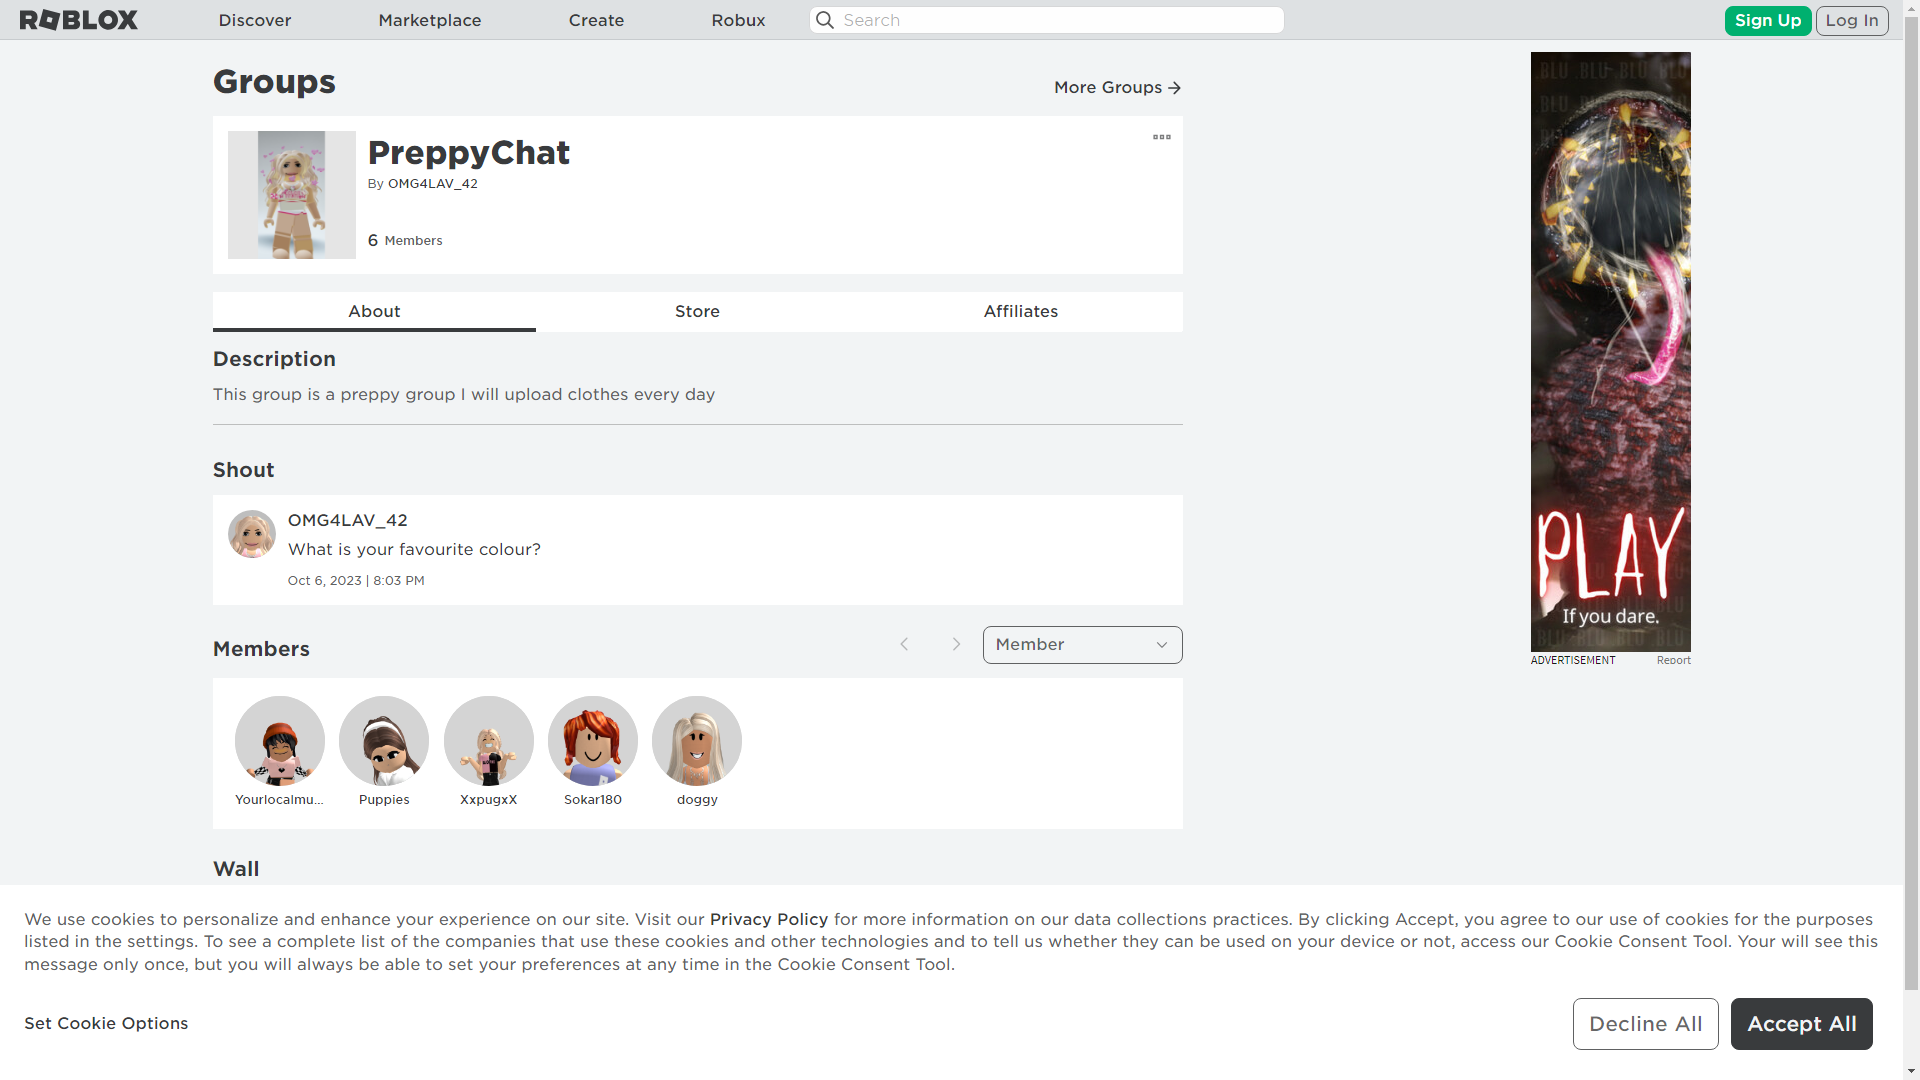 ROBLOX
Discover
Marketplace
Create
Robux
Search
Sign Up
Log In
Groups
More Groups
PreppyChat
By OMG4LAV_42
6 Members
About
Store
Affiliates
Description
This group is a preppy group I will upload clothes every day
Shout
OMG4LAV_42
What is your favourite colour?
Oct 6, 2023 | 8:03 PM
Members
Member
Yourlocalmu...
Puppies
XxpugxX
Sokar180
doggy
Wall
PLAY
If you dare.
ADVERTISEMENT
Report
We use cookies to personalize and enhance your experience on our site. Visit our Privacy Policy for more information on our data collections practices. By clicking Accept, you agree to our use of cookies for the purposes
listed in the settings. To see a complete list of the companies that use these cookies and other technologies and to tell us whether they can be used on your device or not, access our Cookie Consent Tool. Your will see this
message only once, but you will always be able to set your preferences at any time in the Cookie Consent Tool.
Set Cookie Options
Decline All
Accept All